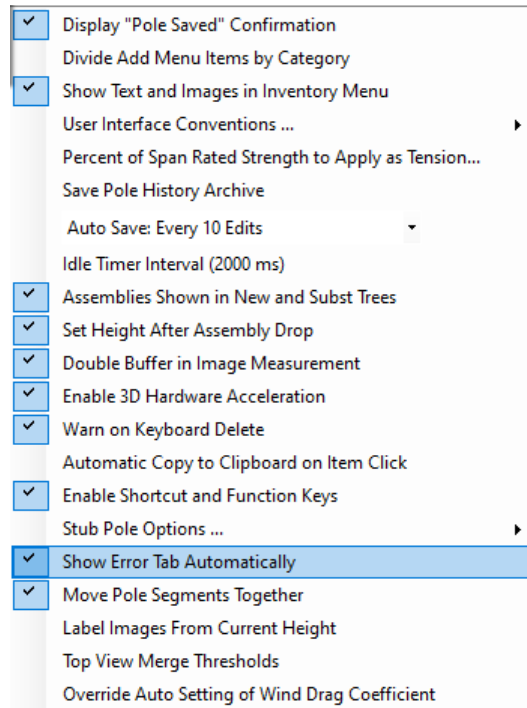 Display "Pole Saved" Confirmation
Divide Add Menu Items by Category
Show Text and Images in Inventory Menu
User Interface Conventions ...
Percent of Span Rated Strength to Apply as Tension...
Save Pole History Archive
Auto Save: Every 10 Edits
Idle Timer Interval (2000 ms)
Assemblies Shown in New and Subst Trees
Set Height After Assembly Drop
Double Buffer in Image Measurement
Enable 3D Hardware Acceleration
Warn on Keyboard Delete
Automatic Copy to Clipboard on Item Click
Enable Shortcut and Function Keys
Stub Pole Options ...
Show Error Tab Automatically
Move Pole Segments Together
Label Images From Current Height
Top View Merge Thresholds
Override Auto Setting of Wind Drag Coefficient